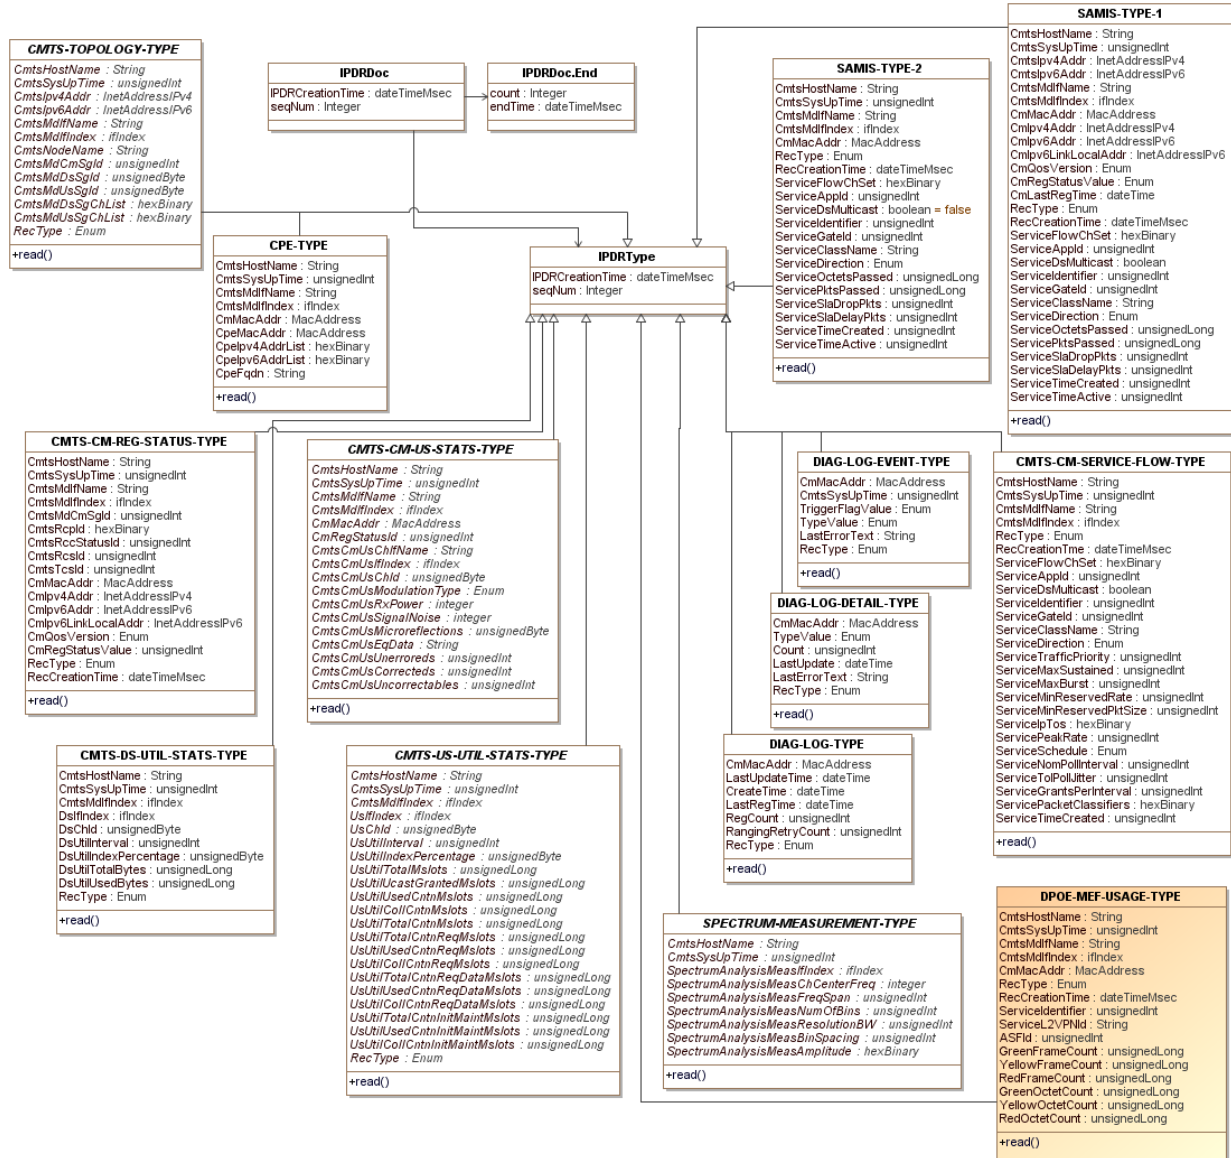 CMTS-TOPOLOGY-TYPE
CmtsHostName : String
CmtsSysUpTime : unsignedInt
CmtsIpv4Addr : InetAddressIPv4
CmtsIpv6Addr : InetAddressIPv6
CmtsMdIfName : String
CmtsMdIfIndex : ifIndex
CmtsNodeName : String
CmtsMdCmSgId : unsignedInt
CmtsMdDsSgId : unsignedByte
CmtsMdUsSgId : unsignedByte
CmtsMdDsSgChList : hexBinary
CmtsMdUsSgChList : hexBinary
RecType : Enum
+read()
IPDRDoc
IPDRCreationTime : dateTimeMsec
seqNum : Integer
IPDRDoc.End
count : Integer
endTime : dateTimeMsec
SAMIS-TYPE-2
CmtsHostName : String
CmtsSysUpTime : unsignedInt
CmtsMdIfName : String
CmtsMdIfIndex : ifIndex
CmMacAddr : MacAddress
RecType : Enum
RecCreationTime : dateTimeMsec
ServiceFlowChSet : hexBinary
ServiceAppId : unsignedInt
ServiceDsMulticast : boolean = false
ServiceIdentifier : unsignedInt
ServiceGateId : unsignedInt
ServiceClassName : String
ServiceDirection : Enum
ServiceOctetsPassed : unsignedLong
ServicePktsPassed : unsignedLong
ServiceSlaDropPkts : unsignedInt
ServiceSlaDelayPkts : unsignedInt
ServiceTimeCreated : unsignedInt
ServiceTimeActive : unsignedInt
+read()
SAMIS-TYPE-1
CmtsHostName : String
CmtsSysUpTime : unsignedInt
CmtsIpv4Addr : InetAddressIPv4
CmtsIpv6Addr : InetAddressIPv6
CmtsMdIfName : String
CmtsMdIfIndex : ifIndex
CmMacAddr : MacAddress
CmIpv4Addr : InetAddressIPv4
CmIpv6Addr : InetAddressIPv6
CmIpv6LinkLocalAddr : InetAddressIPv6
CmQosVersion : Enum
CmRegStatusValue : Enum
CmLastRegTime : dateTime
RecType : Enum
RecCreationTime : dateTimeMsec
ServiceFlowChSet : hexBinary
ServiceAppId : unsignedInt
ServiceDsMulticast : boolean
ServiceIdentifier : unsignedInt
ServiceGateId : unsignedInt
ServiceClassName : String
ServiceDirection : Enum
ServiceOctetsPassed : unsignedLong
ServicePktsPassed : unsignedLong
ServiceSlaDropPkts : unsignedInt
ServiceSlaDelayPkts : unsignedInt
ServiceTimeCreated : unsignedInt
ServiceTimeActive : unsignedInt
+read()
CPE-TYPE
CmtsHostName : String
CmtsSysUpTime : unsignedInt
CmtsMdIfName : String
CmtsMdIfIndex : ifIndex
CmMacAddr : MacAddress
CpeMacAddr : MacAddress
CpeIpv4AddrList : hexBinary
CpeIpv6AddrList : hexBinary
CpeFqdn : String
+read()
IPDRType
IPDRCreationTime : dateTimeMsec
seqNum : Integer
CMTS-CM-REG-STATUS-TYPE
CmtsHostName : String
CmtsSysUpTime : unsignedInt
CmtsMdIfName : String
CmtsMdIfIndex : ifIndex
CmtsMdCmSgId : unsignedInt
CmtsRcpId : hexBinary
CmtsRccStatusId : unsignedInt
CmtsRcsId : unsignedInt
CmtsTcsId : unsignedInt
CmMacAddr : MacAddress
CmIpv4Addr : InetAddressIPv4
CmIpv6Addr : InetAddressIPv6
CmIpv6LinkLocalAddr : InetAddressIPv6
CmQosVersion : Enum
CmRegStatusValue : unsignedInt
RecType : Enum
RecCreationTime : dateTimeMsec
+read()
CMTS-CM-US-STATS-TYPE
CmtsHostName : String
CmtsSysUpTime : unsignedInt
CmtsMdIfName : String
CmtsMdIfIndex : ifIndex
CmMacAddr : MacAddress
CmRegStatusId : unsignedInt
CmtsCmUsChIfName : String
CmtsCmUsIfIndex : ifIndex
CmtsCmUsChId : unsignedByte
CmtsCmUsModulationType : Enum
CmtsCmUsRxPower : integer
CmtsCmUsSignalNoise : integer
CmtsCmUsMicroreflections : unsignedByte
CmtsCmUsEqData : String
CmtsCmUsUnerroreds : unsignedInt
CmtsCmUsCorrecteds : unsignedInt
CmtsCmUsUncorrectables : unsignedInt
+read()
DIAG-LOG-EVENT-TYPE
CmMacAddr : MacAddress
CmtsSysUpTime : unsignedInt
TriggerFlagValue : Enum
TypeValue : Enum
LastErrorText : String
RecType : Enum
+read()
CMTS-CM-SERVICE-FLOW-TYPE
CmtsHostName : String
CmtsSysUpTime : unsignedInt
CmtsMdIfName : String
CmtsMdIfIndex : ifIndex
RecType : Enum
RecCreationTme : dateTimeMsec
ServiceFlowChSet : hexBinary
ServiceAppId : unsignedInt
ServiceDsMulticast : boolean
ServiceIdentifier : unsignedInt
ServiceGateId : unsignedInt
ServiceClassName : String
ServiceDirection : Enum
ServiceTrafficPriority : unsignedInt
ServiceMaxSustained : unsignedInt
ServiceMaxBurst : unsignedInt
ServiceMinReservedRate : unsignedInt
ServiceMinReservedPktSize : unsignedInt
ServiceIpTos : hexBinary
ServicePeakRate : unsignedInt
ServiceSchedule : Enum
ServiceNomPollInterval : unsignedInt
ServiceTolPollJitter : unsignedInt
ServiceGrantsPerInterval : unsignedInt
ServicePacketClassifiers : hexBinary
ServiceTimeCreated : unsignedInt
+read()
DIAG-LOG-DETAIL-TYPE
CmMacAddr : MacAddress
TypeValue : Enum
Count : unsignedInt
LastUpdate : dateTime
LastErrorText : String
RecType : Enum
+read()
CMTS-DS-UTIL-STATS-TYPE
CmtsHostName : String
CmtsSysUpTime : unsignedInt
CmtsMdIfIndex : ifIndex
DsIfIndex : ifIndex
DsChId : unsignedByte
DsUtilInterval : unsignedInt
DsUtilIndexPercentage : unsignedByte
DsUtilTotalBytes : unsignedLong
DsUtilUsedBytes : unsignedLong
RecType : Enum
+read()
CMTS-US-UTIL-STATS-TYPE
CmtsHostName : String
CmtsSysUpTime : unsignedInt
CmtsMdIfIndex : ifIndex
UsIfIndex : ifIndex
UsChId : unsignedByte
UsUtilInterval : unsignedInt
UsUtilIndexPercentage : unsignedByte
UsUtilTotalMslots : unsignedLong
UsUtilUcastGrantedMslots : unsignedLong
UsUtilUsedCntnMslots : unsignedLong
UsUtilCollCntnMslots : unsignedLong
UsUtilTotalCntnMslots : unsignedLong
UsUtilTotalCntnReqMslots : unsignedLong
UsUtilUsedCntnReqMslots : unsignedLong
UsUtilCollCntnReqMslots : unsignedLong
UsUtilTotalCntnReqDataMslots : unsignedLong
UsUtilUsedCntnReqDataMslots : unsignedLong
UsUtilCollCntnReqDataMslots : unsignedLong
UsUtilTotalCntnInitMaintMslots : unsignedLong
UsUtilUsedCntnInitMaintMslots : unsignedLong
UsUtilCollCntnInitMaintMslots : unsignedLong
RecType : Enum
+read()
DIAG-LOG-TYPE
CmMacAddr : MacAddress
LastUpdateTime : dateTime
CreateTime : dateTime
LastRegTime : dateTime
RegCount : unsignedInt
RangingRetryCount : unsignedInt
RecType : Enum
+read()
SPECTRUM-MEASUREMENT-TYPE
CmtsHostName : String
CmtsSysUpTime : unsignedInt
SpectrumAnalysisMeasIfIndex : ifIndex
SpectrumAnalysisMeasChCenterFreq : integer
SpectrumAnalysisMeasFreqSpan : unsignedInt
SpectrumAnalysisMeasNumOfBins : unsignedInt
SpectrumAnalysisMeasResolutionBW : unsignedInt
SpectrumAnalysisMeasBinSpacing : unsignedInt
SpectrumAnalysisMeasAmplitude : hexBinary
+read()
DPOE-MEF-USAGE-TYPE
CmtsHostName : String
CmtsSysUpTime : unsignedInt
CmtsMdIfName : String
CmtsMdIfIndex : ifIndex
CmMacAddr : MacAddress
RecType : Enum
RecCreationTime : dateTimeMsec
ServiceIdentifier : unsignedInt
ServiceL2VPNId : String
ASFId : unsignedInt
GreenFrameCount : unsignedLong
YellowFrameCount : unsignedLong
RedFrameCount : unsignedLong
GreenOctetCount : unsignedLong
YellowOctetCount : unsignedLong
RedOctetCount : unsignedLong
+read()